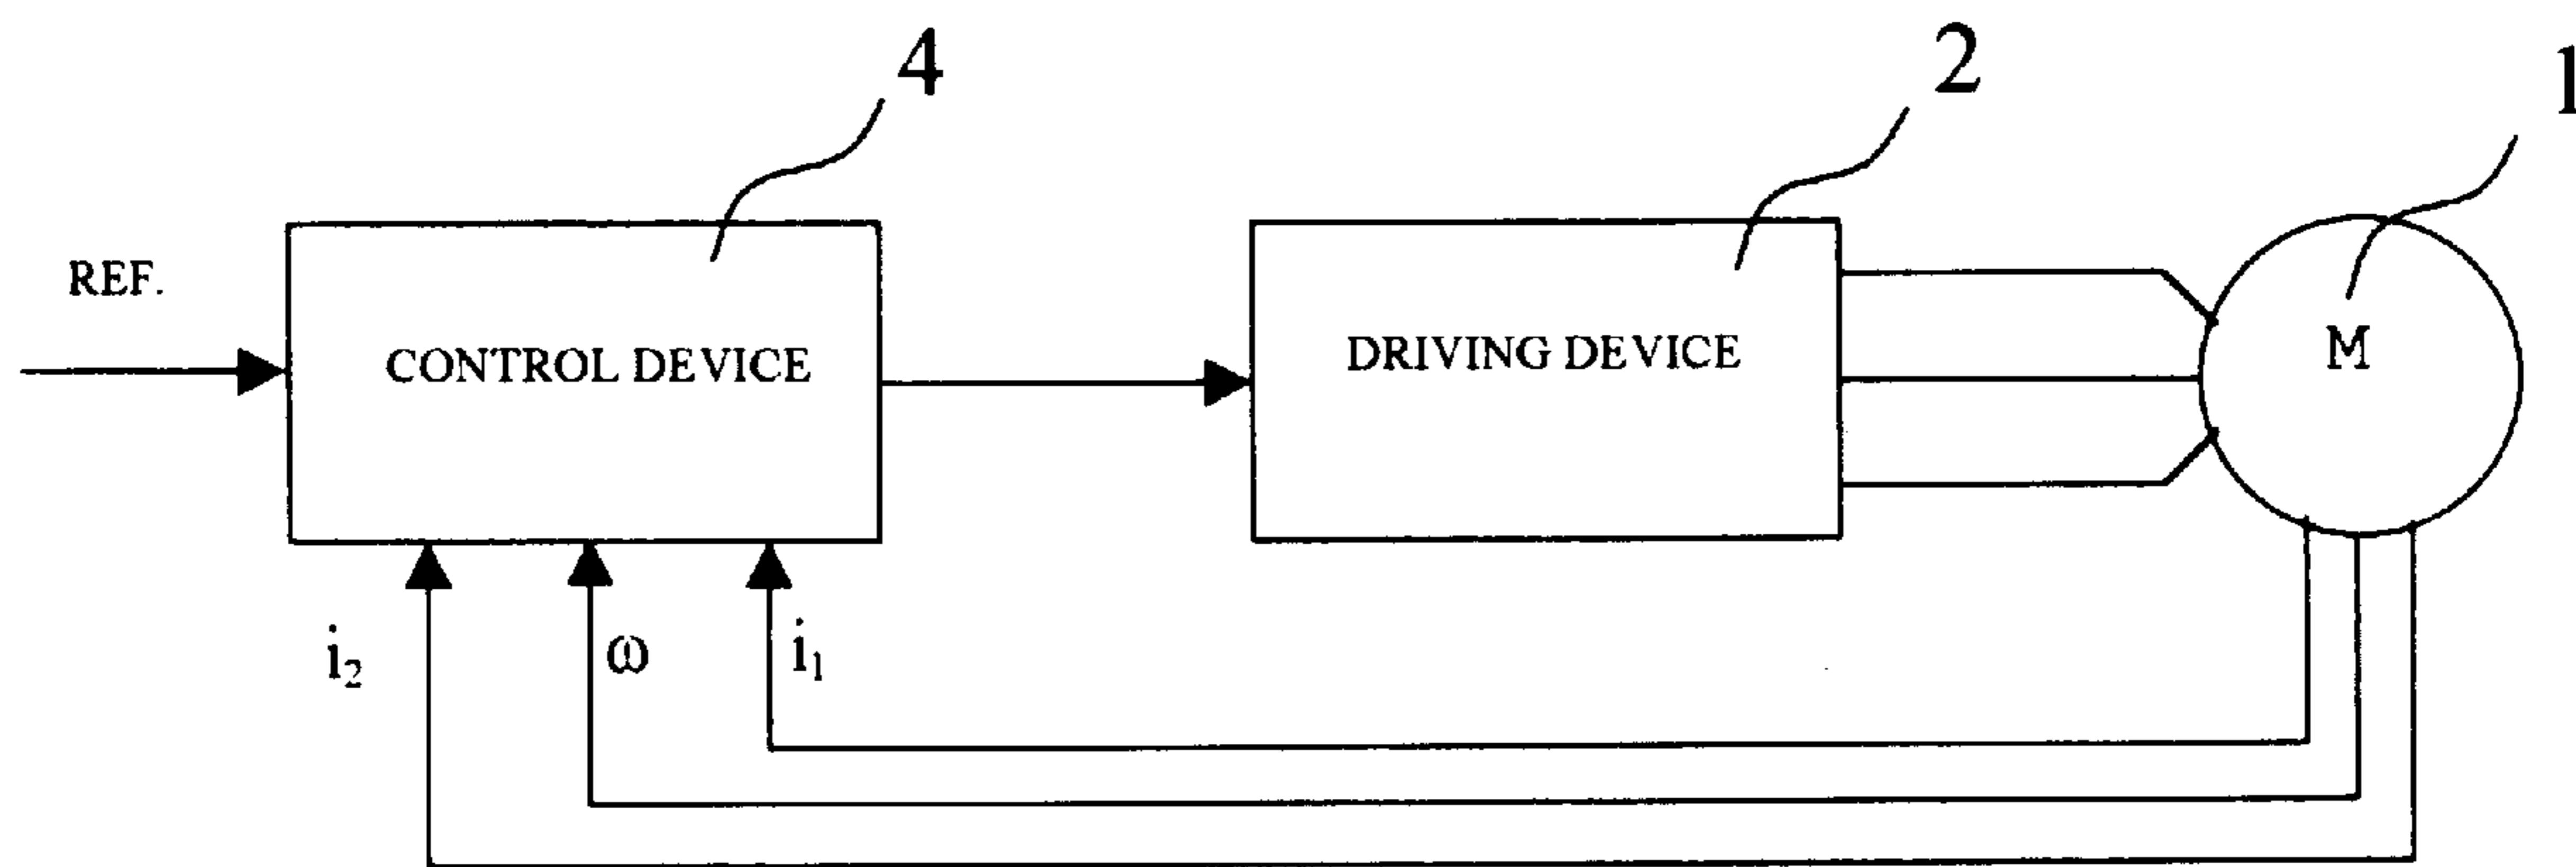 4
2
1
REF.
CONTROL DEVICE
DRIVING DEVICE
M
i₂
ω
i₁